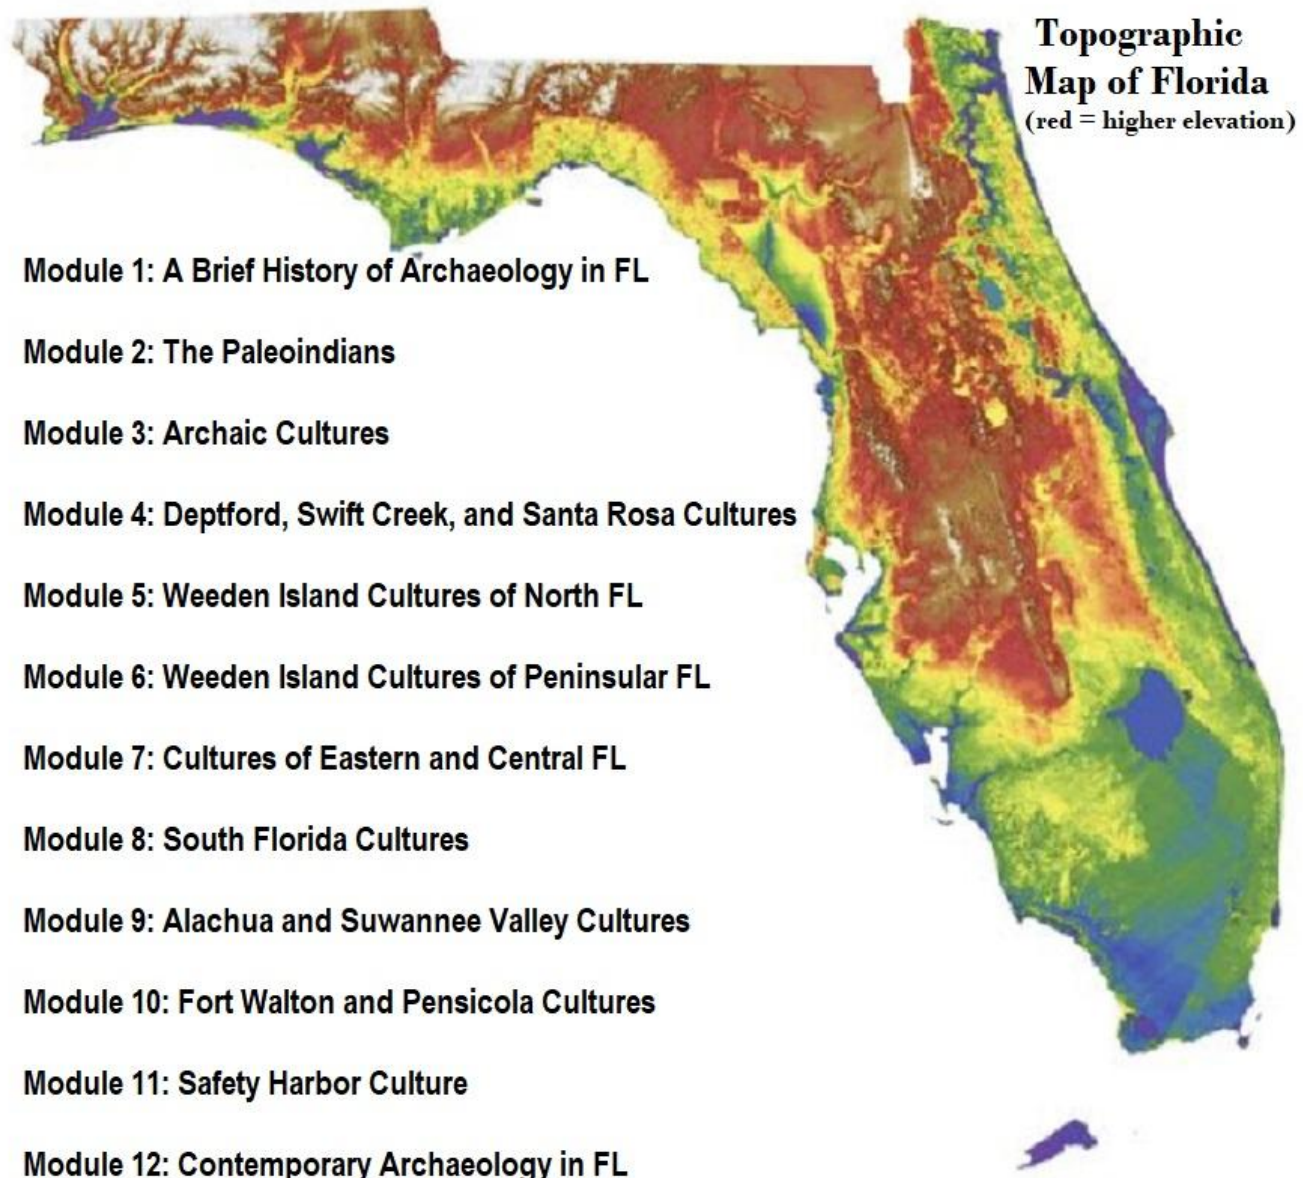 Topographic
Map of Florida
(red = higher elevation)
Module 1: A Brief History of Archaeology in FL
Module 2: The Paleoindians
Module 3: Archaic Cultures
Module 4: Deptford, Swift Creek, and Santa Rosa Cultures
Module 5: Weeden Island Cultures of North FL
Module 6: Weeden Island Cultures of Peninsular FL
Module 7: Cultures of Eastern and Central FL
Module 8: South Florida Cultures
Module 9: Alachua and Suwannee Valley Cultures
Module 10: Fort Walton and Pensicola Cultures
Module 11: Safety Harbor Culture
Module 12: Contemporary Archaeology in FL